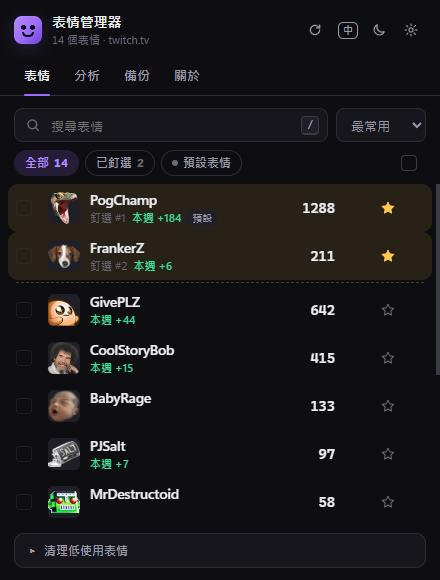 表情管理器
14 個表情 · twitch.tv
中
表情 分析 備份 關於
搜尋表情 / 最常用
全部 14 已釘選 2 預設表情
PogChamp
釘選 #1 本週 +184 預設
1288
FrankerZ
釘選 #2 本週 +6
211
GivePLZ
本週 +44
642
CoolStoryBob
本週 +15
415
BabyRage
133
PJSalt
本週 +7
97
MrDestructoid
58
清理低使用表情